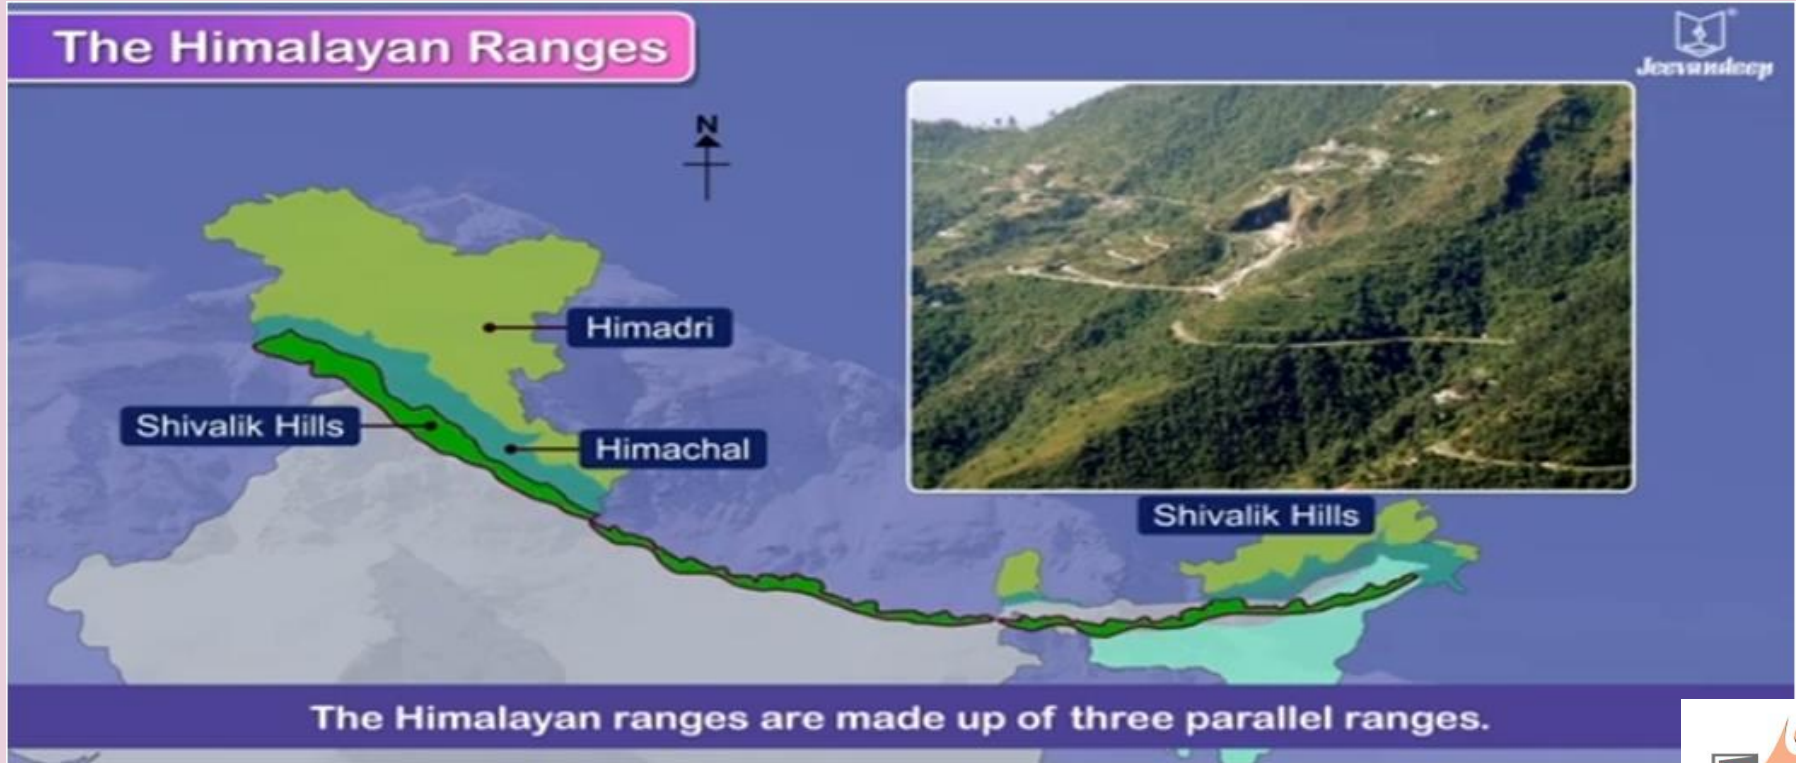 The Himalayan Ranges
Jeevandeep
N
Himadri
Shivalik Hills
Himachal
Shivalik Hills
The Himalayan ranges are made up of three parallel ranges.